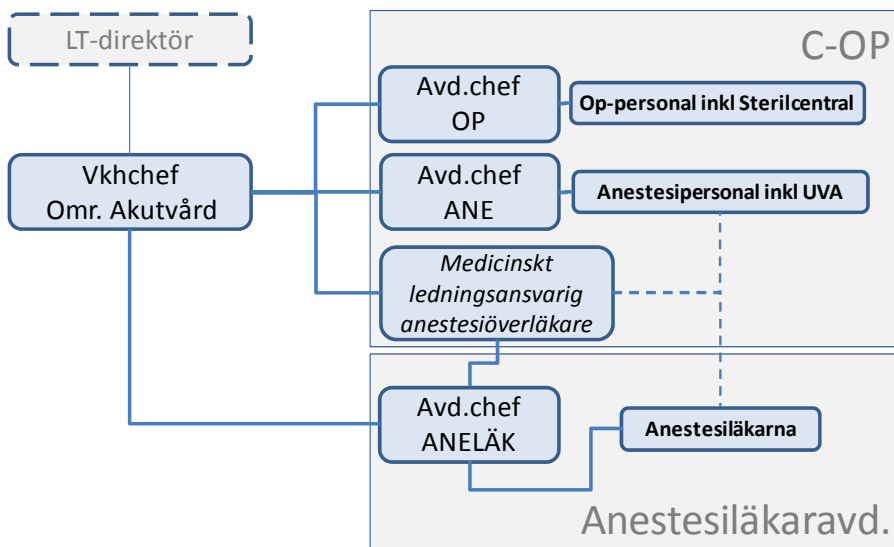 LT-direktör
C-OP
Avd.chef
OP
Op-personal inkl Sterilcentral
Vkhchef
Omr. Akutvård
Avd.chef
ANE
Anestesipersonal inkl UVA
Medicinskt
ledningsansvarig
anestesiöverläkare
Avd.chef
ANELÄK
Anestesiläkarna
Anestesiläkaravd.